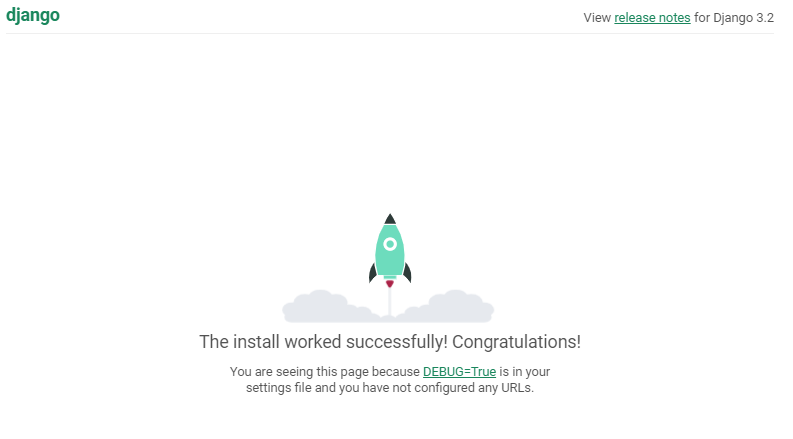 django
View release notes for Django 3.2
The install worked successfully! Congratulations!
You are seeing this page because DEBUG=True is in your
settings file and you have not configured any URLs.